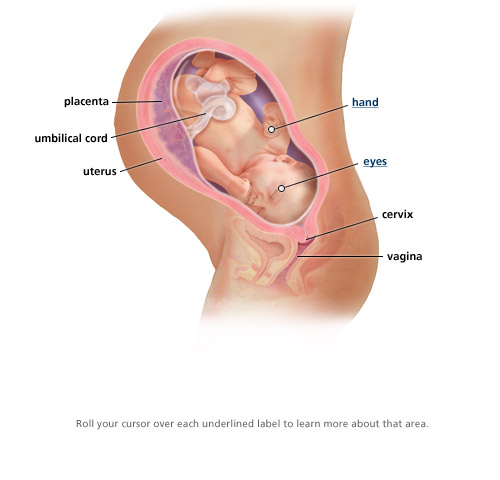 placenta
hand
umbilical cord
eyes
uterus
cervix
vagina
Roll your cursor over each underlined label to learn more about that area.